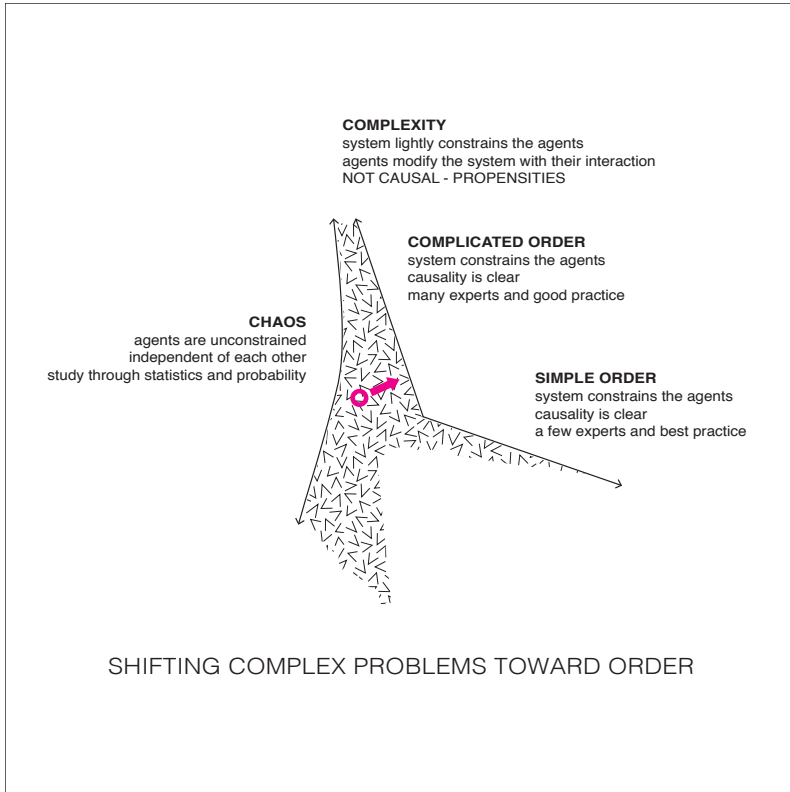 COMPLEXITY
system lightly constrains the agents
agents modify the system with their interaction
NOT CAUSAL - PROPENSITIES
COMPLICATED ORDER
system constrains the agents
causality is clear
many experts and good practice
CHAOS
agents are unconstrained
independent of each other
study through statistics and probability
SIMPLE ORDER
system constrains the agents
causality is clear
a few experts and best practice
SHIFTING COMPLEX PROBLEMS TOWARD ORDER